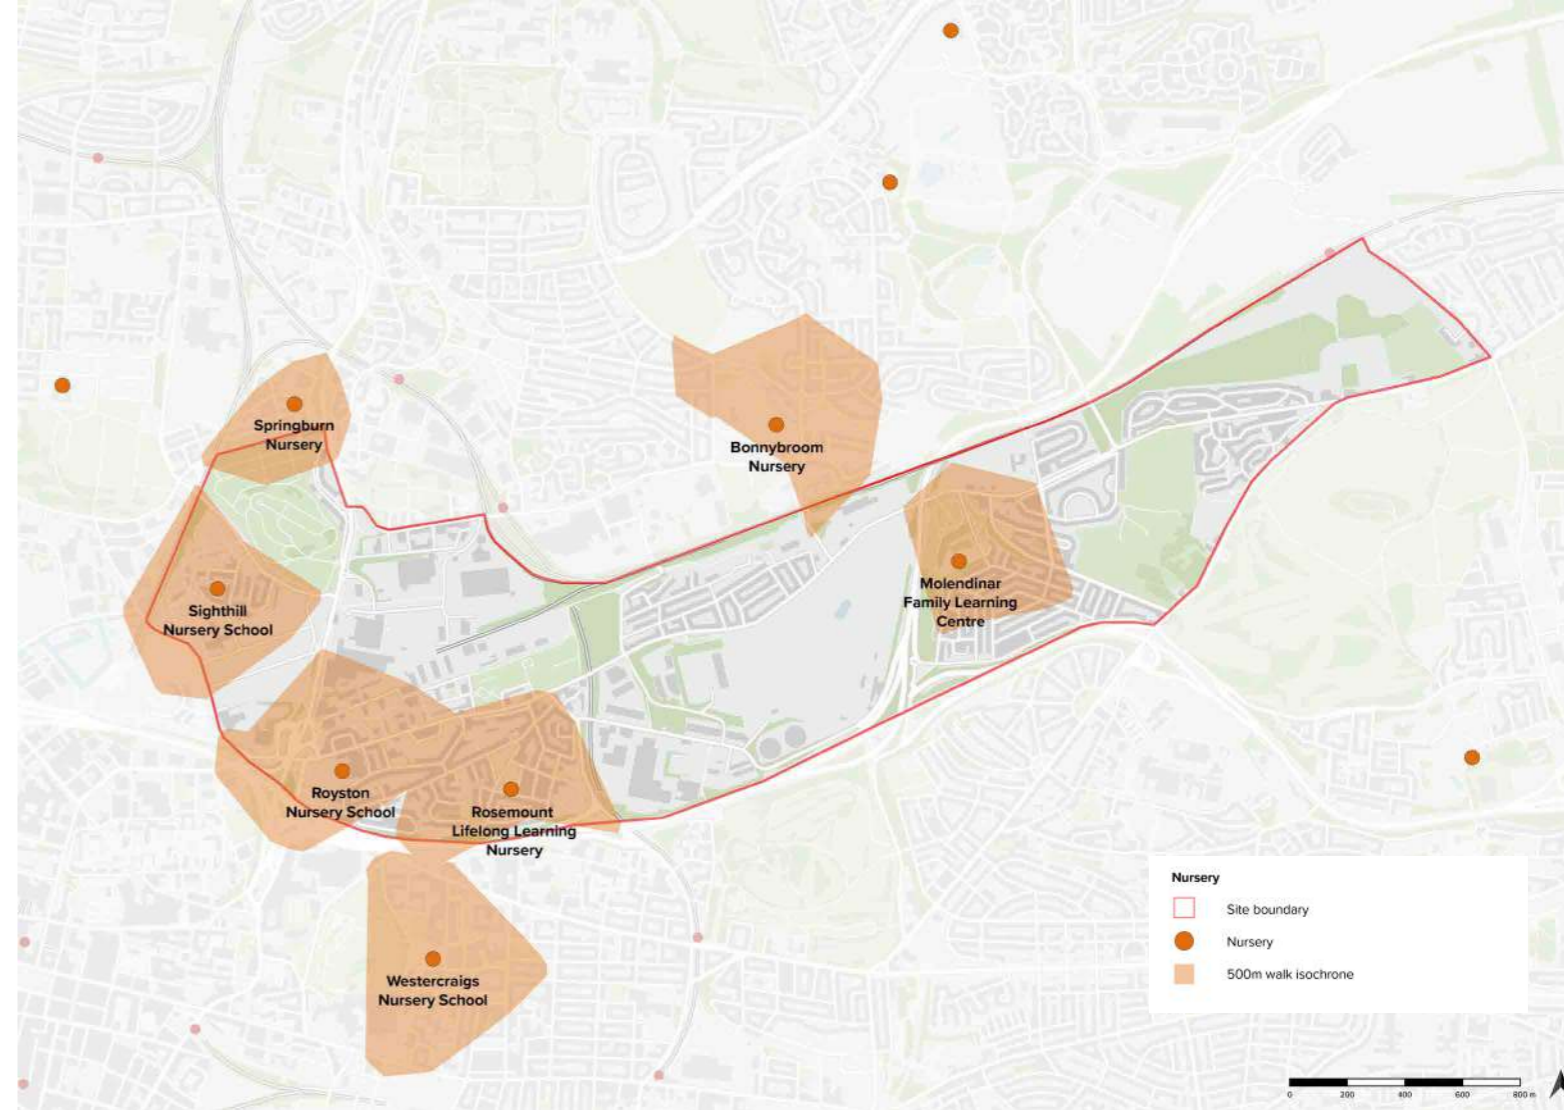 Springburn
Nursery
Bonnybroom
Nursery
Molendinar
Family Learning
Centre
Sighthill
Nursery School
Royston
Nursery School
Rosemount
Lifelong Learning
Nursery
Westercraigs
Nursery School
Nursery
Site boundary
Nursery
500m walk isochrone
0 200 400 600 800 m